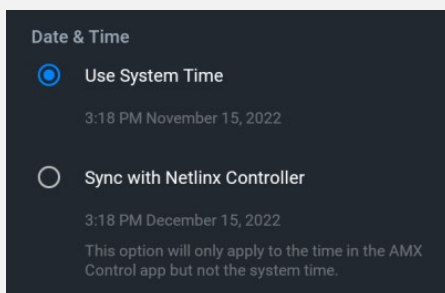 Date & Time
Use System Time
3:18 PM November 15, 2022
Sync with Netlinx Controller
3:18 PM December 15, 2022
This option will only apply to the time in the AMX
Control app but not the system time.